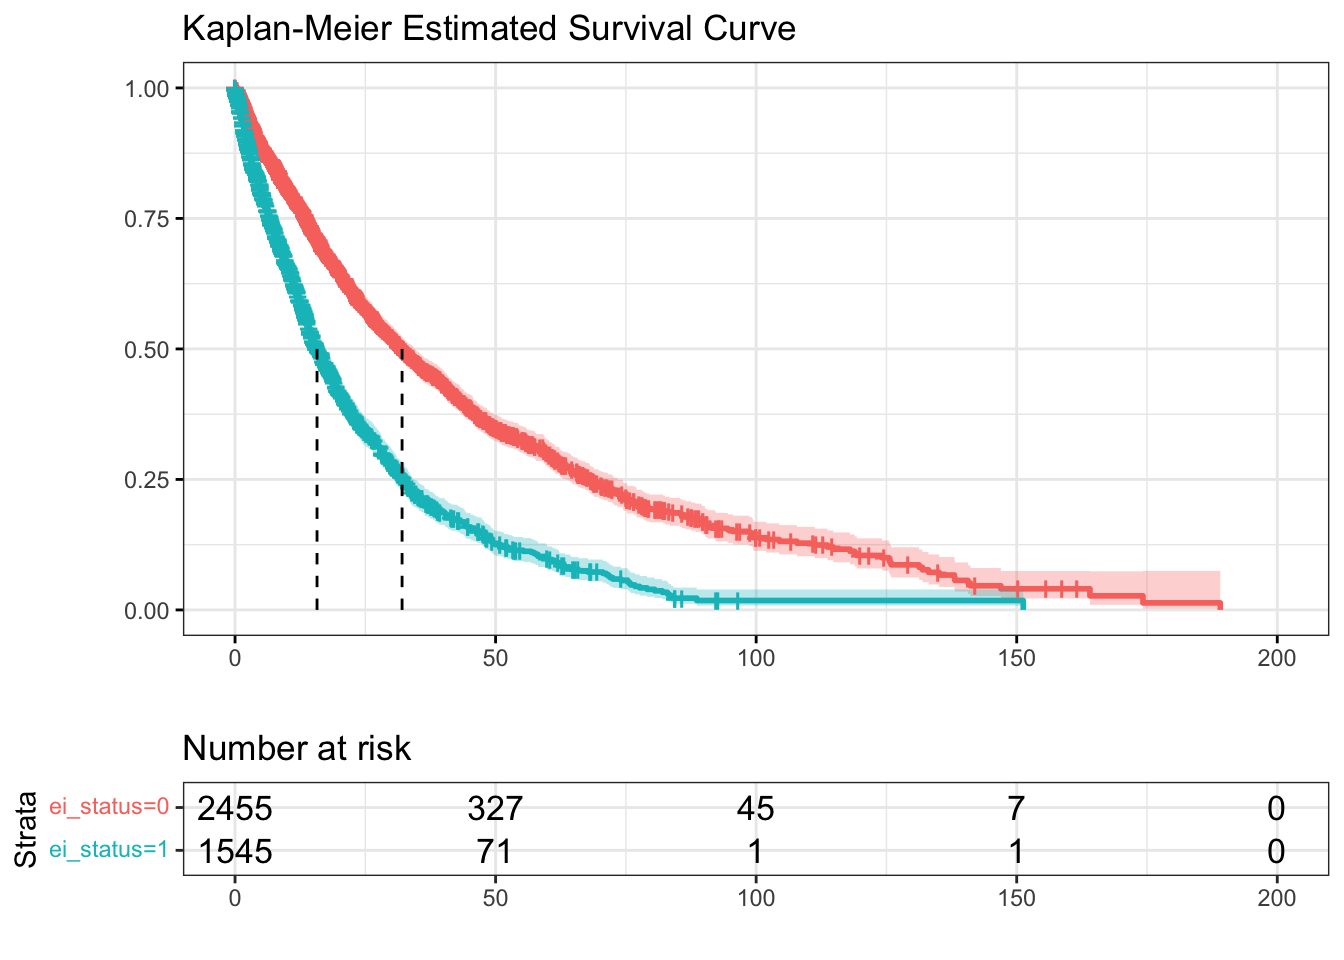 Kaplan-Meier Estimated Survival Curve
1.00
0.75
0.50
0.25
0.00
0 50 100 150 200
Number at risk
Strata
ei_status=0 2455 327 45 7 0
ei_status=1 1545 71 1 1 0
0 50 100 150 200